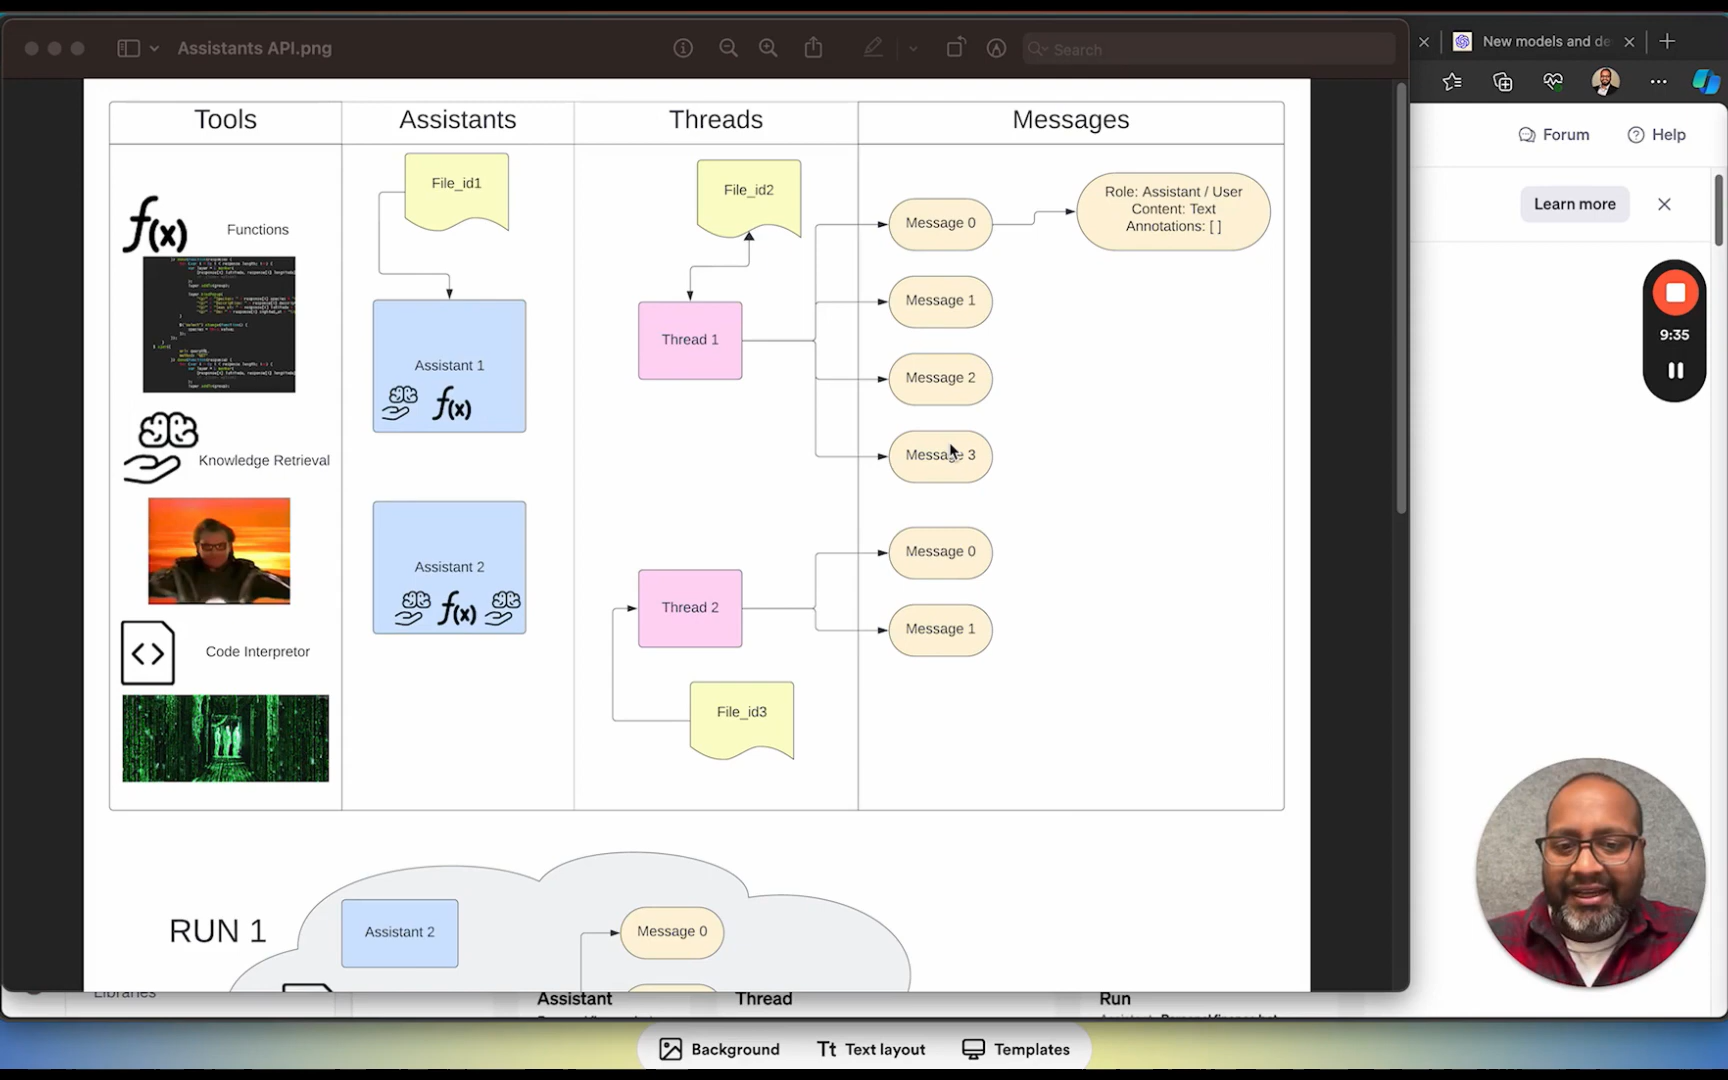 Assistants API.png
Search
New models and de
Forum
Help
Learn more
9:35
Tools
Assistants
Threads
Messages
File_id1
File_id2
Role: Assistant / User
Content: Text
Annotations: [ ]
f(x)
Functions
Message 0
Message 1
Thread 1
Assistant 1
f(x)
Message 2
Knowledge Retrieval
Message 3
Message 0
Assistant 2
f(x)
Thread 2
Message 1
<>
Code Interpretor
File_id3
RUN 1
Assistant 2
Message 0
Libraries
Assistant
Thread
Run
Background
Tt Text layout
Templates